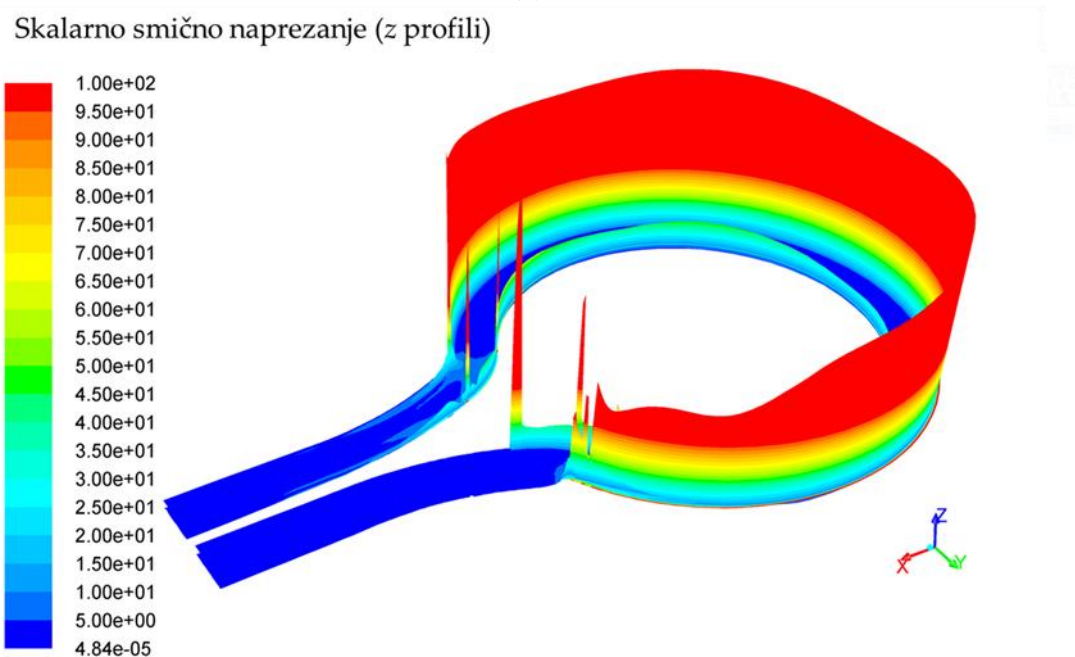 Skalarno smično naprezanje (z profili)
1.00e+02
9.50e+01
9.00e+01
8.50e+01
8.00e+01
7.50e+01
7.00e+01
6.50e+01
6.00e+01
5.50e+01
5.00e+01
4.50e+01
4.00e+01
3.50e+01
3.00e+01
2.50e+01
2.00e+01
1.50e+01
1.00e+01
5.00e+00
4.84e-05
Z
X
Y